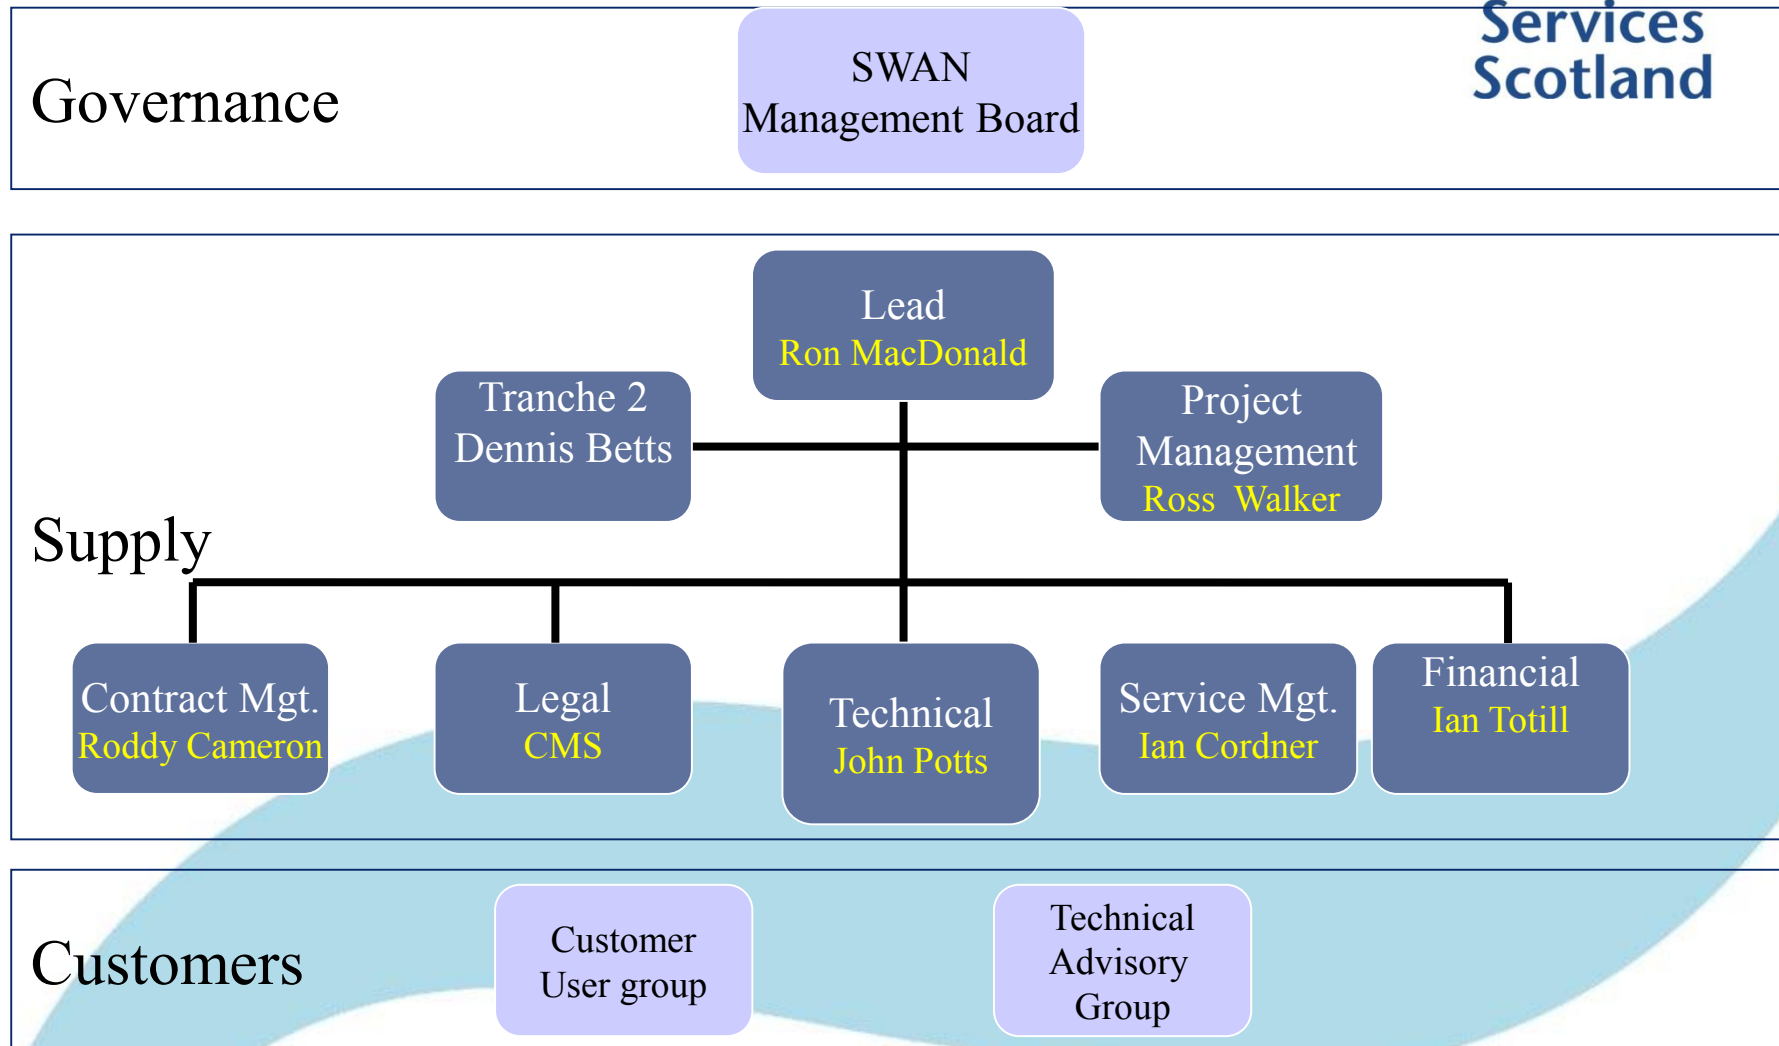 Services
Scotland
Governance
SWAN
Management Board
Supply
Lead
Ron MacDonald
Tranche 2
Dennis Betts
Project
Management
Ross  Walker
Contract Mgt.
Roddy Cameron
Legal
CMS
Technical
John Potts
Service Mgt.
Ian Cordner
Financial
Ian Totill
Customers
Customer
User group
Technical
Advisory
Group